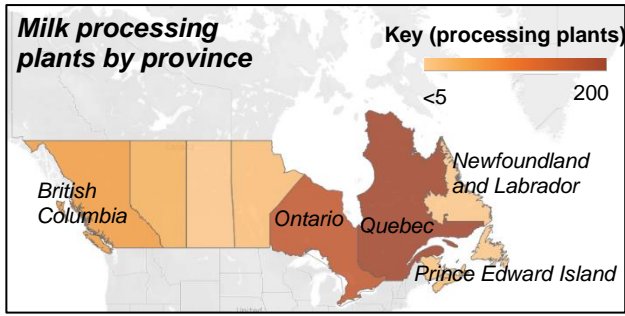 Milk processing
plants by province
Key (processing plants)
<5
200
British
Columbia
Ontario
Quebec
Newfoundland
and Labrador
Prince Edward Island